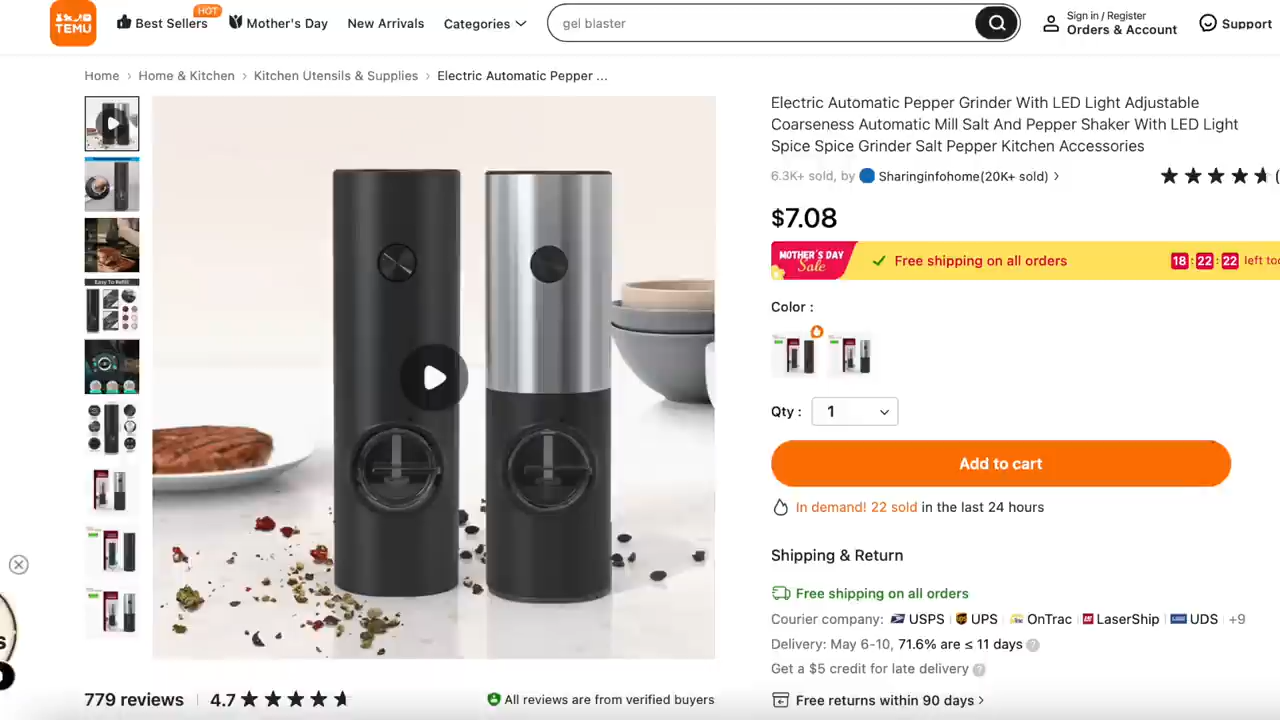 TEMU
Best Sellers
HOT
Mother's Day
New Arrivals
Categories
gel blaster
Sign in / Register
Orders & Account
Support
Home › Home & Kitchen › Kitchen Utensils & Supplies › Electric Automatic Pepper ...
Easy To Refill
Electric Automatic Pepper Grinder With LED Light Adjustable
Coarseness Automatic Mill Salt And Pepper Shaker With LED Light
Spice Spice Grinder Salt Pepper Kitchen Accessories
6.3K+ sold, by Sharinginfohome(20K+ sold) ›
$7.08
MOTHER'S DAY
Sale
Free shipping on all orders
18 : 22 : 22 left to
Color :
Qty : 1
Add to cart
In demand! 22 sold in the last 24 hours
Shipping & Return
Free shipping on all orders
Courier company: USPS UPS OnTrac LaserShip UDS +9
Delivery: May 6-10, 71.6% are ≤ 11 days
Get a $5 credit for late delivery
Free returns within 90 days ›
779 reviews
4.7
All reviews are from verified buyers